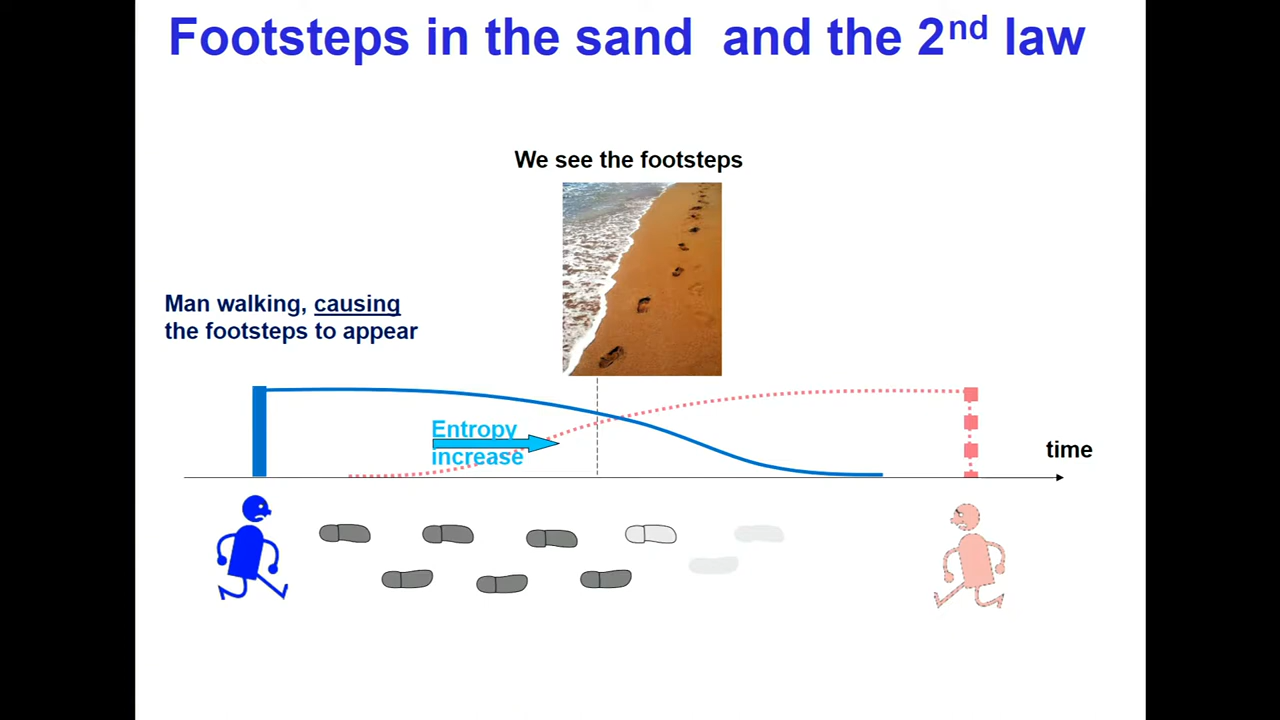 Footsteps in the sand and the 2nd law
We see the footsteps
Man walking, causing
the footsteps to appear
Entropy
increase
time